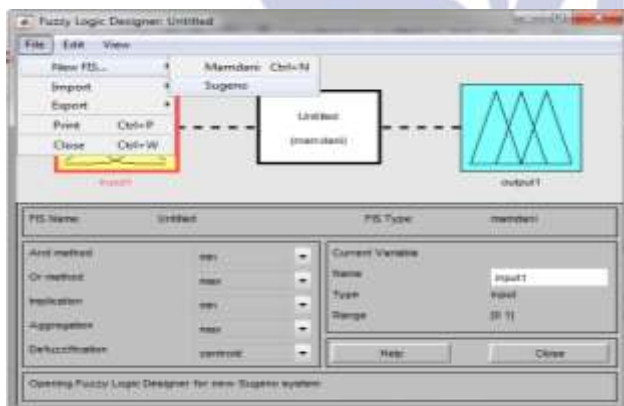 Fuzzy Logic Designer: Untitled
File Edit View
New FIS...
Mamdani Ctrl+N
Sugeno
Import
Export
Print Ctrl+P
Close Ctrl+W
input1
Untitled
(mamdani)
output1
FIS Name: Untitled
FIS Type: mamdani
And method min
Or method max
Implication min
Aggregation max
Defuzzification centroid
Current Variable
Name input1
Type input
Range [0 1]
Help
Close
Opening Fuzzy Logic Designer for new Sugeno system